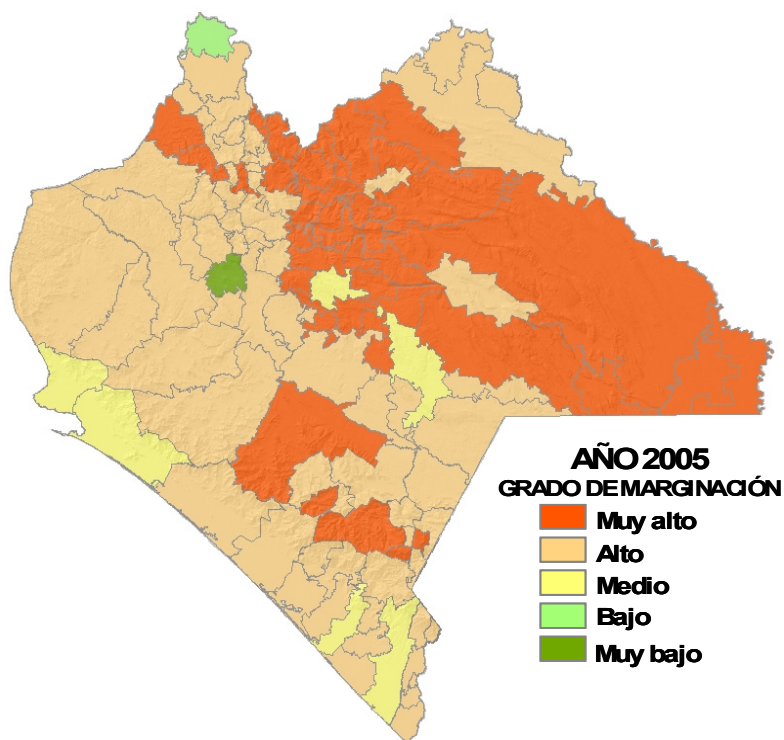 AÑO 2005
GRADO DE MARGINACIÓN
Muy alto
Alto
Medio
Bajo
Muy bajo